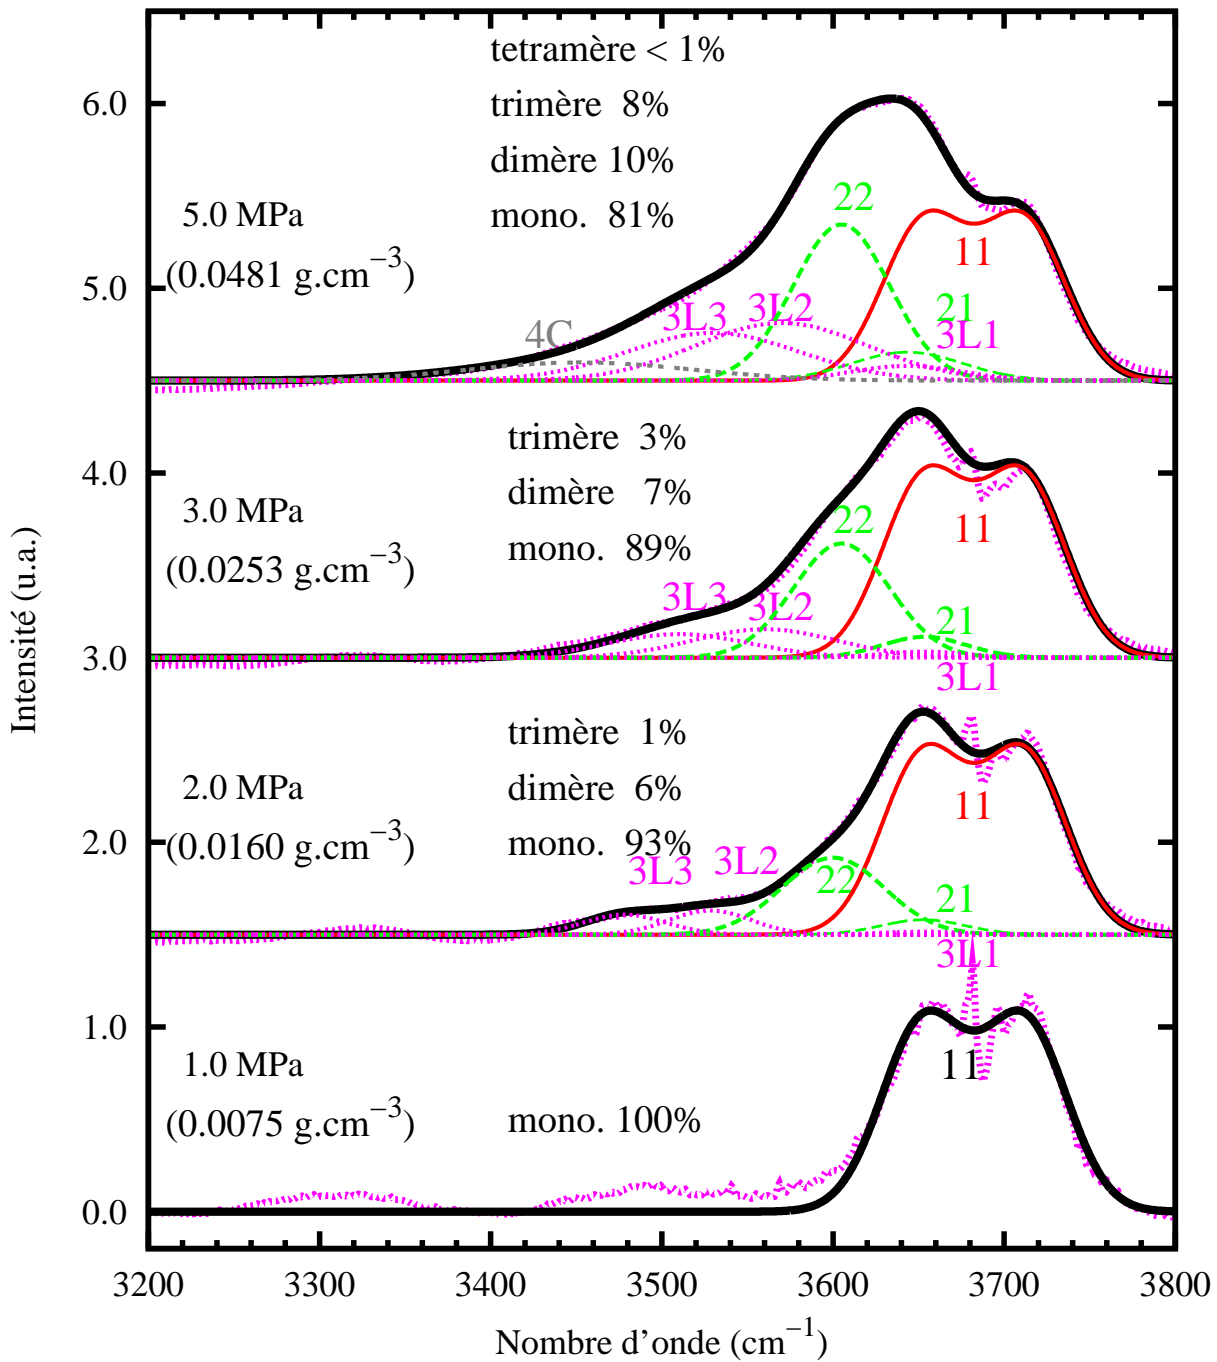 tetramère < 1%
trimère 8%
dimère 10%
mono. 81%
5.0 MPa
(0.0481 g.cm−3)
22
11
21
3L1
3L2
3L3
4C
6.0
5.0
trimère 3%
dimère 7%
mono. 89%
3.0 MPa
(0.0253 g.cm−3)
22
11
3L3
3L2
21
3L1
4.0
3.0
trimère 1%
dimère 6%
mono. 93%
2.0 MPa
(0.0160 g.cm−3)
11
3L3
3L2
22
21
3L1
2.0
1.0
1.0 MPa
(0.0075 g.cm−3)
mono. 100%
11
0.0
Intensité (u.a.)
3200 3300 3400 3500 3600 3700 3800
Nombre d'onde (cm−1)